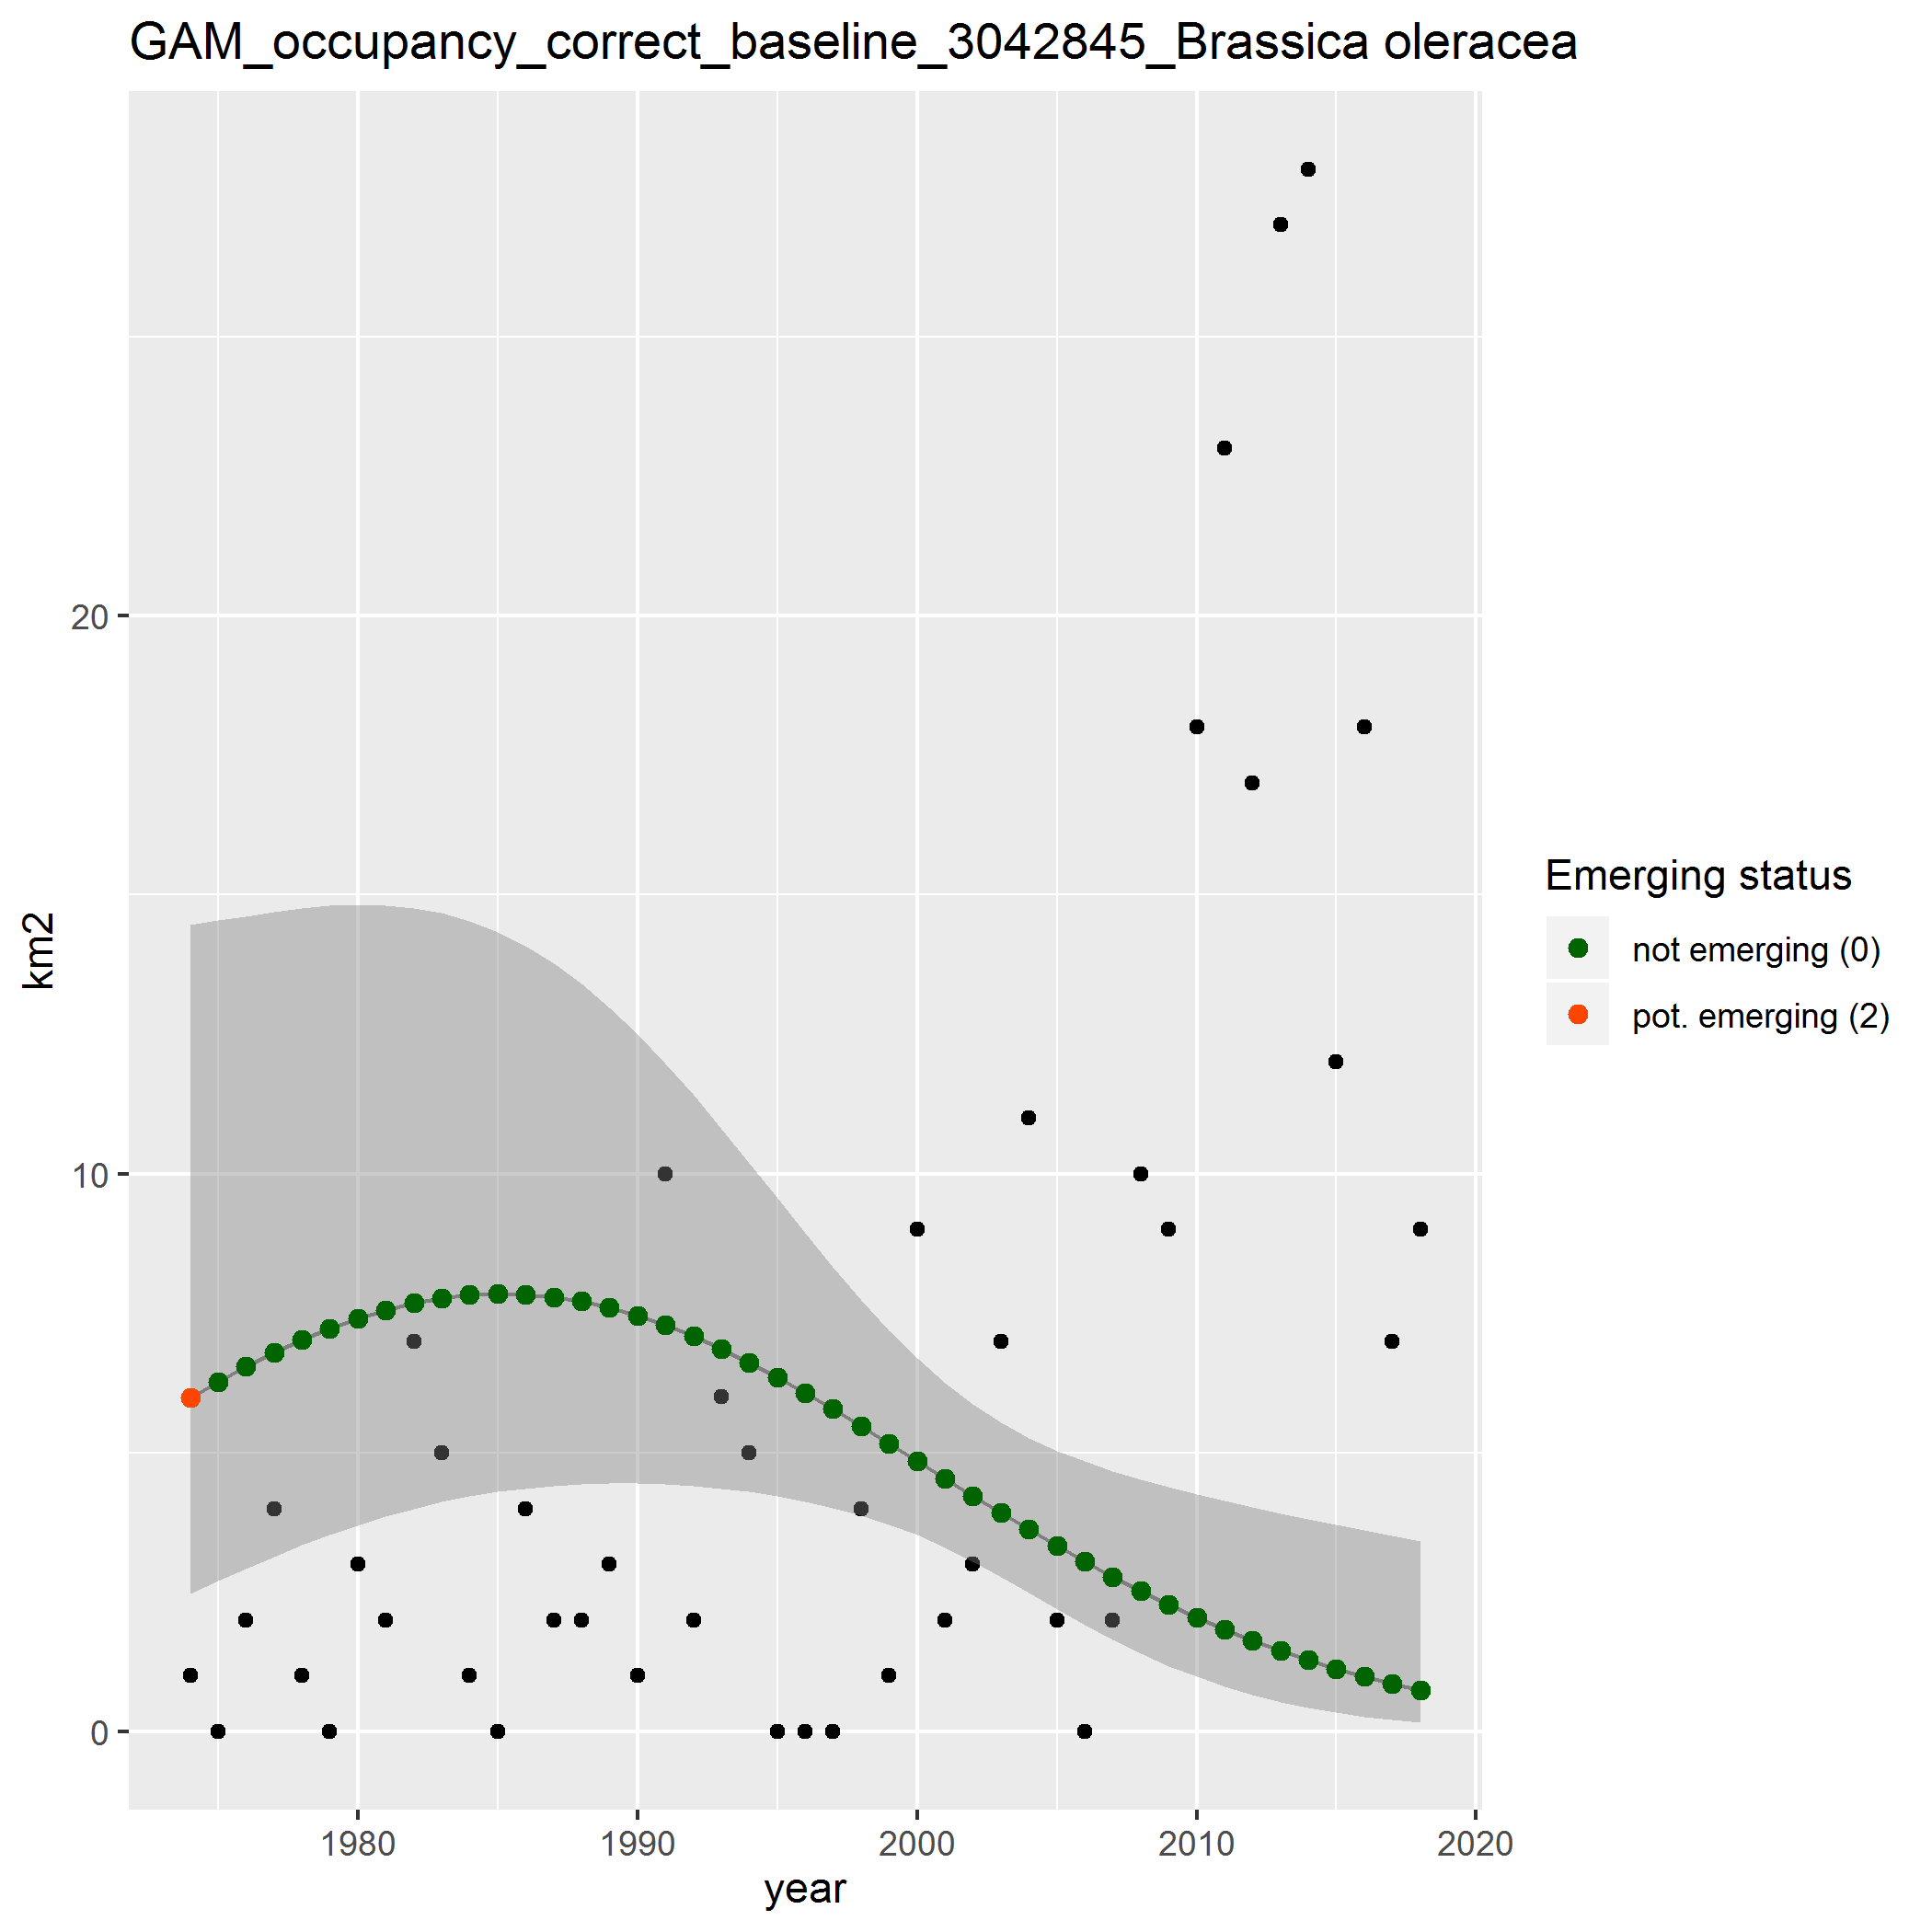 GAM_occupancy_correct_baseline_3042845_Brassica oleracea
20
10
0
km2
1980
1990
2000
2010
2020
year
Emerging status
not emerging (0)
pot. emerging (2)